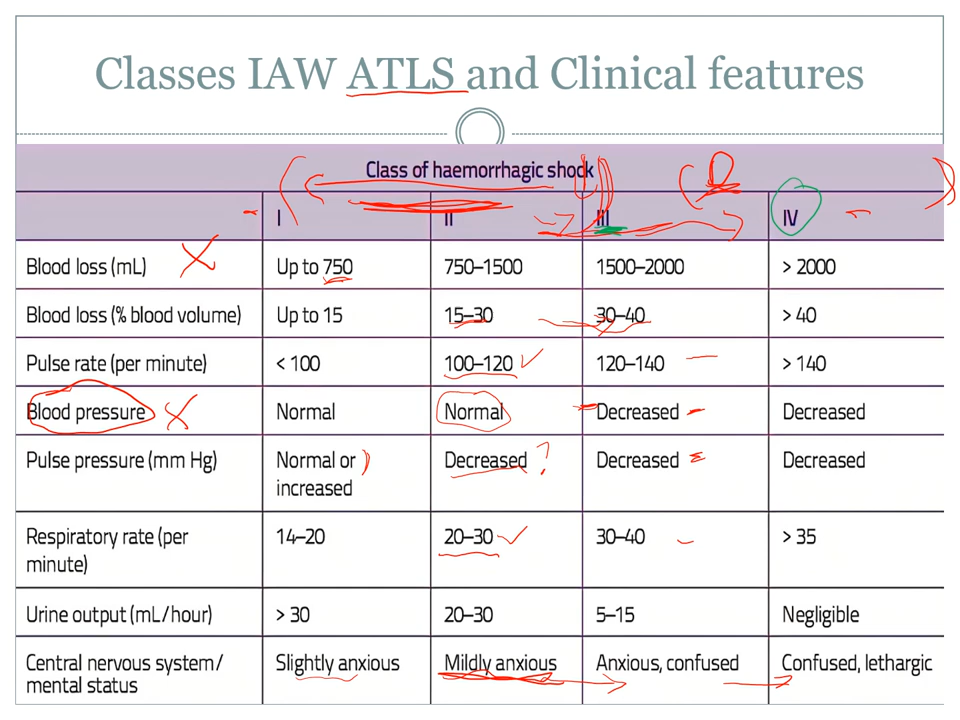 Classes IAW ATLS and Clinical features
Class of haemorrhagic shock
I II III IV
Blood loss (mL) Up to 750 750–1500 1500–2000 > 2000
Blood loss (% blood volume) Up to 15 15–30 30–40 > 40
Pulse rate (per minute) < 100 100–120 120–140 > 140
Blood pressure Normal Normal Decreased Decreased
Pulse pressure (mm Hg) Normal or Decreased ? Decreased Decreased
increased
Respiratory rate (per 14–20 20–30 30–40 > 35
minute)
Urine output (mL/hour) > 30 20–30 5–15 Negligible
Central nervous system/ Slightly anxious Mildly anxious Anxious, confused Confused, lethargic
mental status